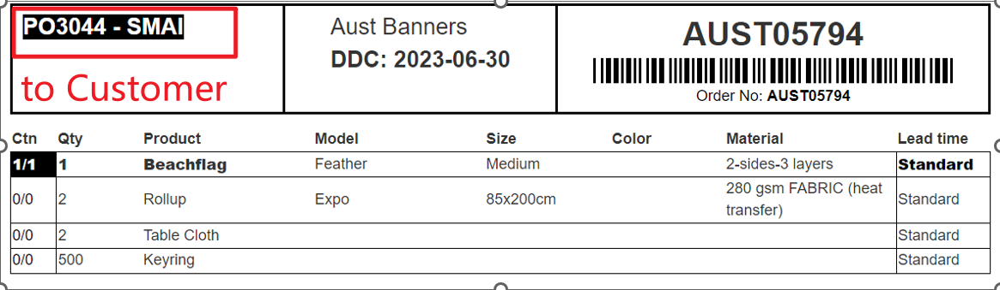 PO3044 - SMAI
to Customer
Aust Banners
DDC: 2023-06-30
AUST05794
Order No: AUST05794
Ctn Qty Product Model Size Color Material Lead time
1/1 1 Beachflag Feather Medium 2-sides-3 layers Standard
0/0 2 Rollup Expo 85x200cm 280 gsm FABRIC (heat transfer) Standard
0/0 2 Table Cloth Standard
0/0 500 Keyring Standard